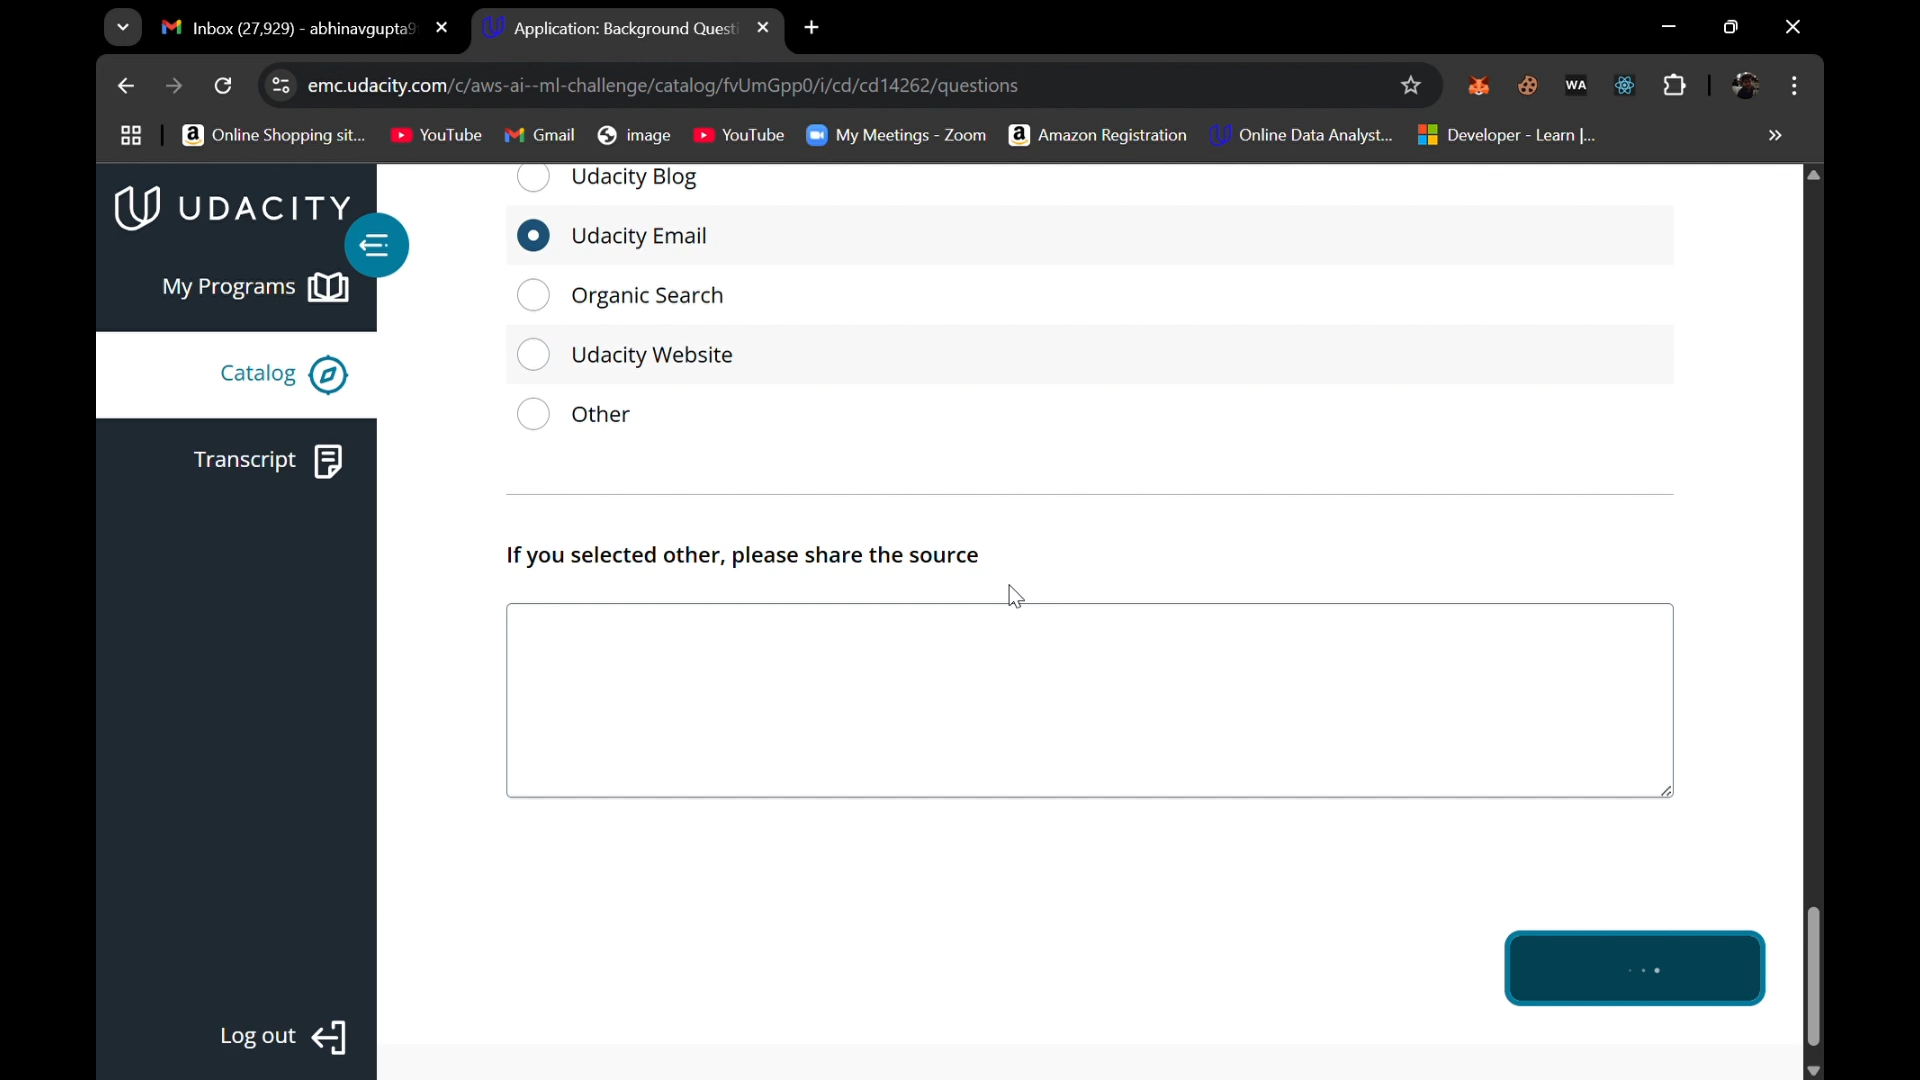 Inbox (27,929) - abhinavgupta9
Application: Background Questi
emc.udacity.com/c/aws-ai--ml-challenge/catalog/fvUmGpp0/i/cd/cd14262/questions
WA
Online Shopping sit...
YouTube
Gmail
image
YouTube
My Meetings - Zoom
Amazon Registration
Online Data Analyst...
Developer - Learn |...
UDACITY
My Programs
Catalog
Transcript
Log out
Udacity Blog
Udacity Email
Organic Search
Udacity Website
Other
If you selected other, please share the source